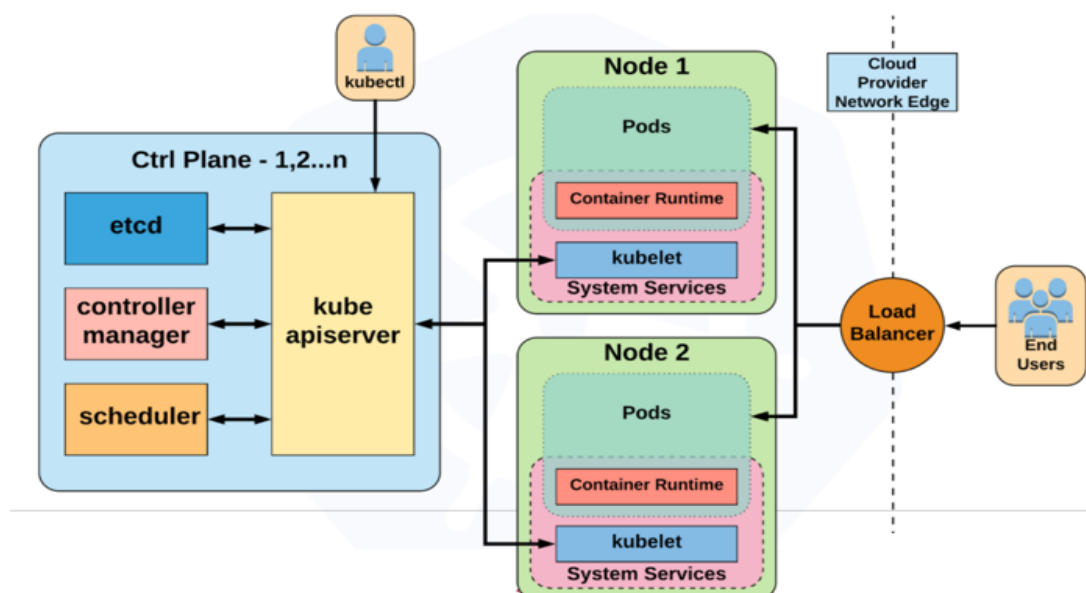 kubectl
Ctrl Plane - 1,2...n
etcd
controller
manager
scheduler
kube
apiserver
Node 1
Pods
Container Runtime
kubelet
System Services
Node 2
Pods
Container Runtime
kubelet
System Services
Cloud
Provider
Network Edge
Load
Balancer
End
Users